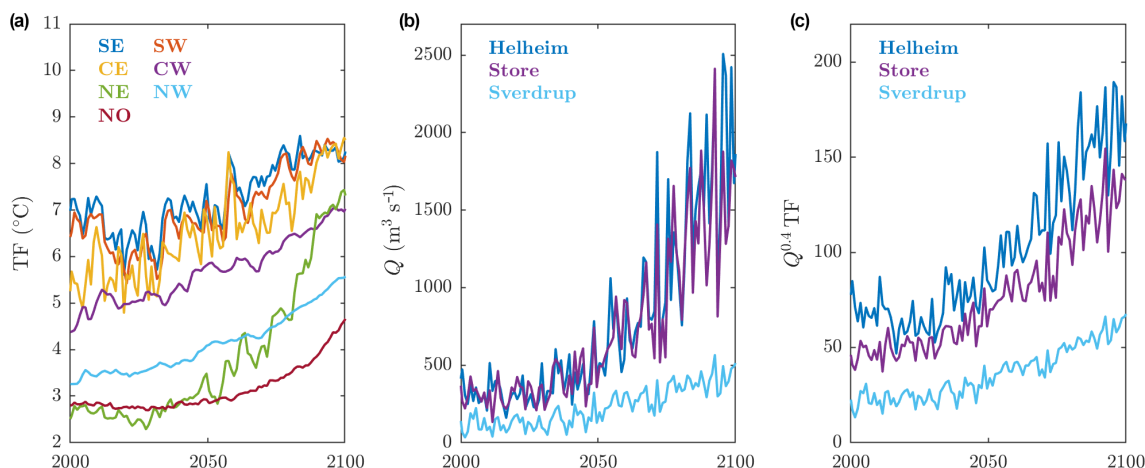 (a)
11
10
9
8
7
6
5
4
3
2
TF (°C)
SE SW
CE CW
NE NW
NO
2000 2050 2100
(b)
2500
2000
1500
1000
500
0
Q (m³ s⁻¹)
Helheim
Store
Sverdrup
2000 2050 2100
(c)
200
150
100
50
0
Q⁰·⁴ TF
Helheim
Store
Sverdrup
2000 2050 2100